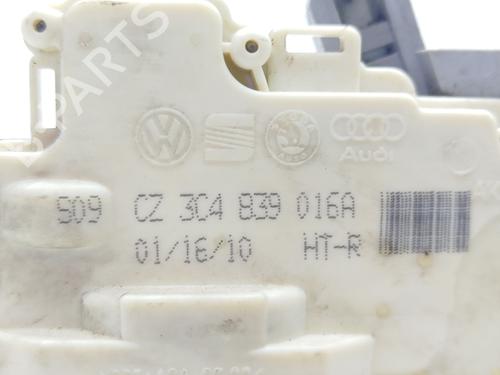 B-PARTS
Audi
S09 CZ 3C4 839 016A
01/16/10 HT-R